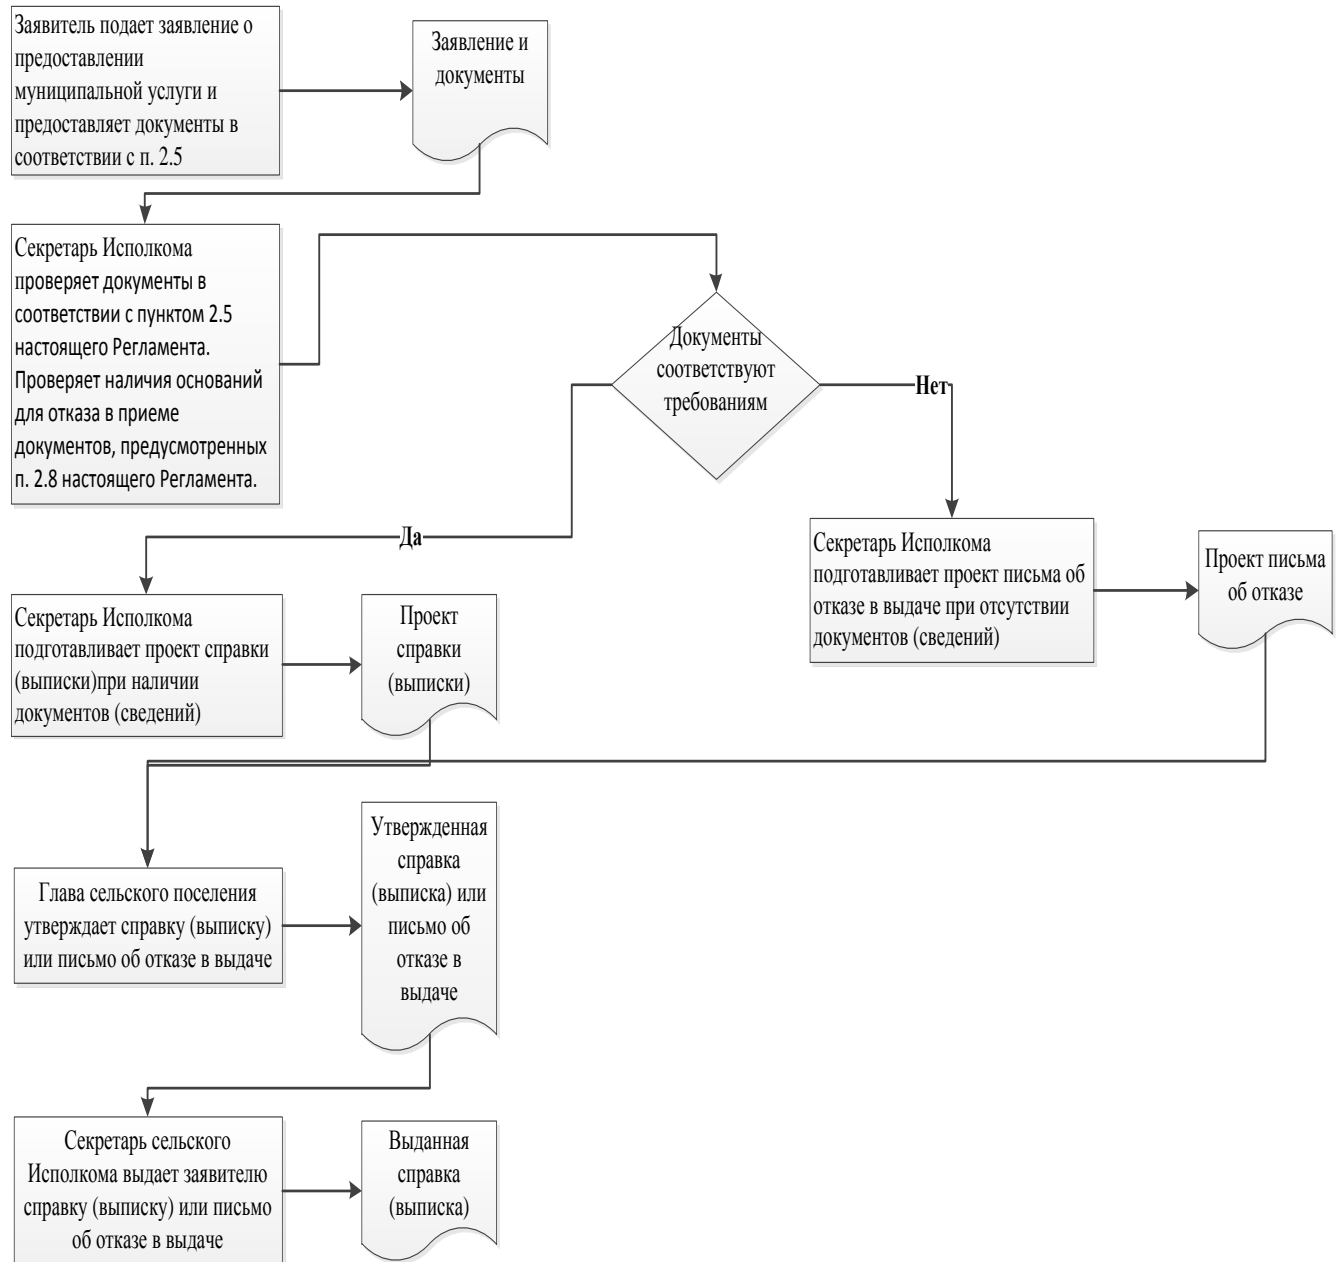 Заявитель подает заявление о
предоставлении
муниципальной услуги и
предоставляет документы в
соответствии с п. 2.5
Заявление и
документы
Секретарь Исполкома
проверяет документы в
соответствии с пунктом 2.5
настоящего Регламента.
Проверяет наличия оснований
для отказа в приеме
документов, предусмотренных
п. 2.8 настоящего Регламента.
Документы
соответствуют
требованиям
Нет
Да
Секретарь Исполкома
подготавливает проект письма об
отказе в выдаче при отсутствии
документов (сведений)
Проект письма
об отказе
Секретарь Исполкома
подготавливает проект справки
(выписки)при наличии
документов (сведений)
Проект
справки
(выписки)
Глава сельского поселения
утверждает справку (выписку)
или письмо об отказе в выдаче
Утвержденная
справка
(выписка) или
письмо об
отказе в
выдаче
Секретарь сельского
Исполкома выдает заявителю
справку (выписку) или письмо
об отказе в выдаче
Выданная
справка
(выписка)